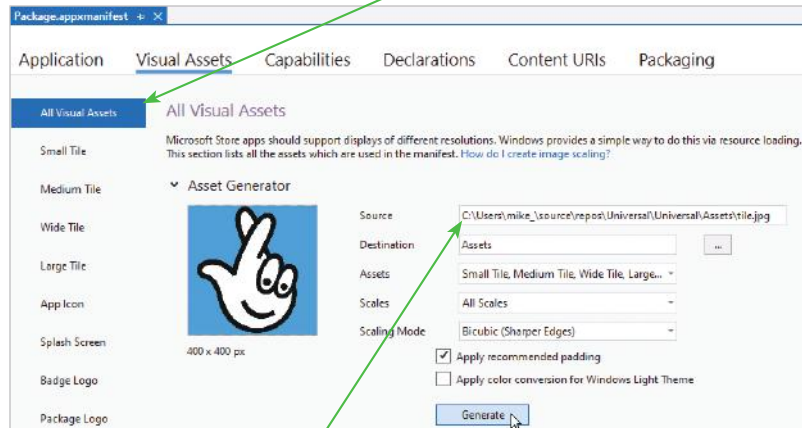 Package.appxmanifest
Application Visual Assets Capabilities Declarations Content URIs Packaging
All Visual Assets
Small Tile
Medium Tile
Wide Tile
Large Tile
App Icon
Splash Screen
Badge Logo
Package Logo
All Visual Assets
Microsoft Store apps should support displays of different resolutions. Windows provides a simple way to do this via resource loading.
This section lists all the assets which are used in the manifest. How do I create image scaling?
Asset Generator
400 x 400 px
Source C:\Users\mike_\source\repos\Universal\Universal\Assets\tile.jpg
Destination Assets ...
Assets Small Tile, Medium Tile, Wide Tile, Large...
Scales All Scales
Scaling Mode Bicubic (Sharper Edges)
Apply recommended padding
Apply color conversion for Windows Light Theme
Generate